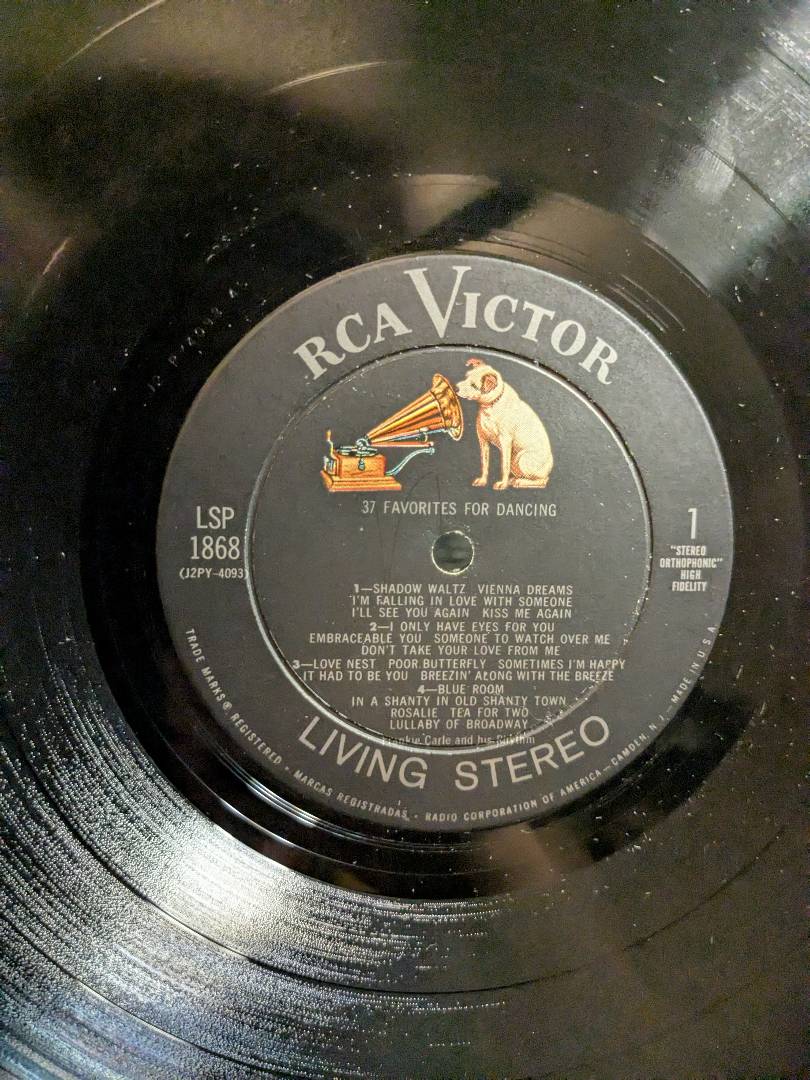 RCA VICTOR
37 FAVORITES FOR DANCING
LSP
1868
(J2PY-4093)
1
"STEREO
ORTHOPHONIC"
HIGH
FIDELITY
1—SHADOW WALTZ VIENNA DREAMS
I'M FALLING IN LOVE WITH SOMEONE
I'LL SEE YOU AGAIN KISS ME AGAIN
2—I ONLY HAVE EYES FOR YOU
EMBRACEABLE YOU SOMEONE TO WATCH OVER ME
DON'T TAKE YOUR LOVE FROM ME
3—LOVE NEST POOR BUTTERFLY SOMETIMES I'M HAPPY
IT HAD TO BE YOU BREEZIN' ALONG WITH THE BREEZE
4—BLUE ROOM
IN A SHANTY IN OLD SHANTY TOWN
ROSALIE TEA FOR TWO
LULLABY OF BROADWAY
Frankie Carle and his Rhythm
LIVING STEREO
TRADE MARKS ® REGISTERED • MARCAS REGISTRADAS • RADIO CORPORATION OF AMERICA—CAMDEN, N. J.—MADE IN U.S.A.